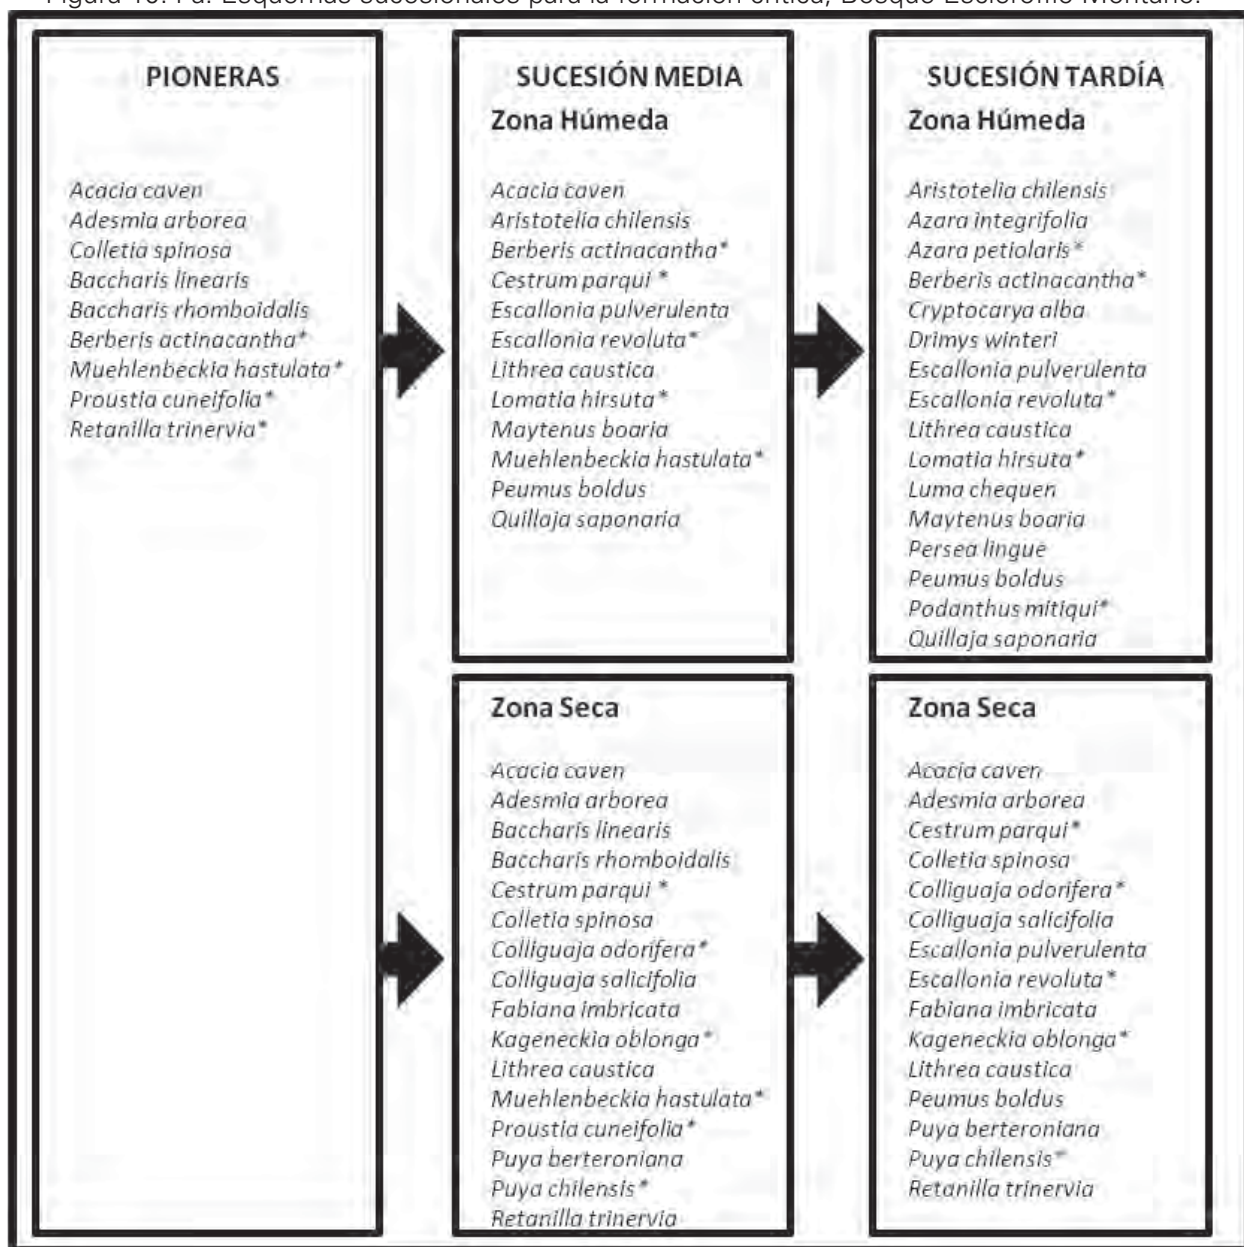 PIONERAS
Acacia caven
Adesmia arborea
Colletia spinosa
Baccharis linearis
Baccharis rhomboidalis
Berberis actinacantha*
Muehlenbeckia hastulata*
Proustia cuneifolia*
Retanilla trinervia*
SUCESIÓN MEDIA
Zona Húmeda
Acacia caven
Aristotelia chilensis
Berberis actinacantha*
Cestrum parqui *
Escallonia pulverulenta
Escallonia revoluta*
Lithrea caustica
Lomatia hirsuta*
Maytenus boaria
Muehlenbeckia hastulata*
Peumus boldus
Quillaja saponaria
SUCESIÓN TARDÍA
Zona Húmeda
Aristotelia chilensis
Azara integrifolia
Azara petiolaris*
Berberis actinacantha*
Cryptocarya alba
Drimys winteri
Escallonia pulverulenta
Escallonia revoluta*
Lithrea caustica
Lomatia hirsuta*
Luma chequen
Maytenus boaria
Persea lingue
Peumus boldus
Podanthus mitiqui*
Quillaja saponaria
Zona Seca
Acacia caven
Adesmia arborea
Baccharis linearis
Baccharis rhomboidalis
Cestrum parqui *
Colletia spinosa
Colliguaja odorifera*
Colliguaja salicifolia
Fabiana imbricata
Kageneckia oblonga*
Lithrea caustica
Muehlenbeckia hastulata*
Proustia cuneifolia*
Puya berteroniana
Puya chilensis*
Retanilla trinervia
Zona Seca
Acacia caven
Adesmia arborea
Cestrum parqui*
Colletia spinosa
Colliguaja odorifera*
Colliguaja salicifolia
Escallonia pulverulenta
Escallonia revoluta*
Fabiana imbricata
Kageneckia oblonga*
Lithrea caustica
Peumus boldus
Puya berteroniana
Puya chilensis*
Retanilla trinervia